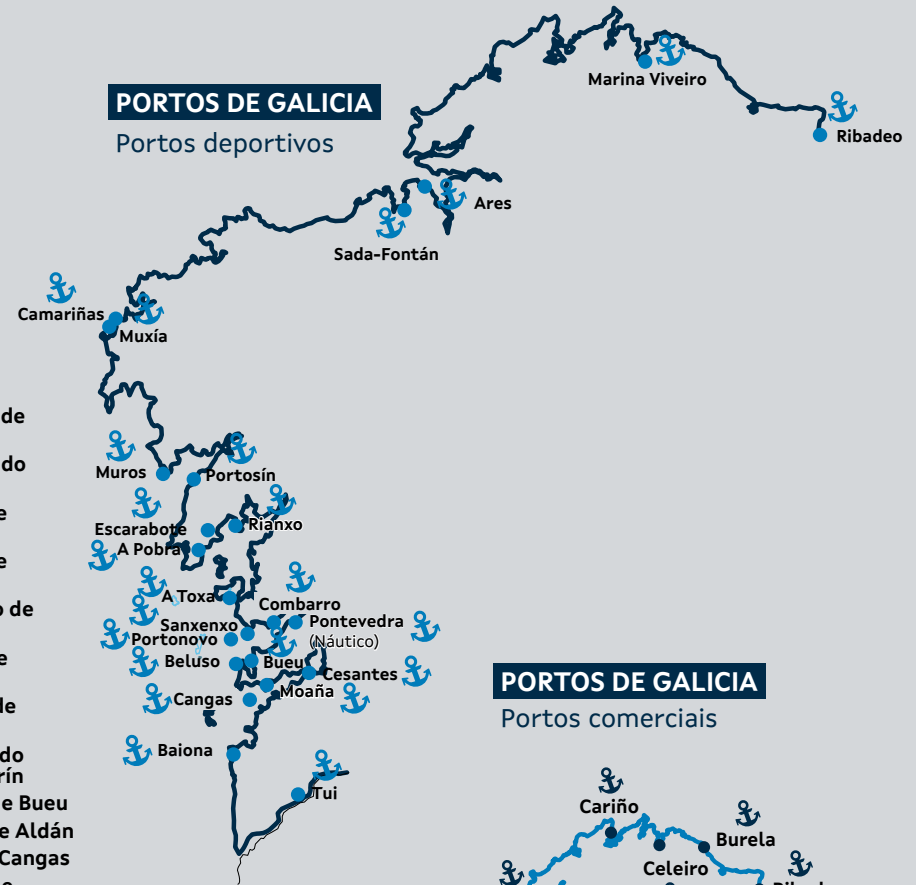 PORTOS DE GALICIA
Portos deportivos
Marina Viveiro
Ribadeo
Ares
Sada-Fontán
Camariñas
Muxía
de
do
Muros
Portosín
e
Rianxo
Escarabote
A Pobra
e
A Toxa
Combarro
o de
Pontevedra
(Náutico)
Sanxenxo
Portonovo
Beluso
Bueu
e
Cesantes
Moaña
Cangas
de
Baiona
do
rín
Tui
e Bueu
e Aldán
Cangas
PORTOS DE GALICIA
Portos comerciais
Cariño
Burela
Celeiro